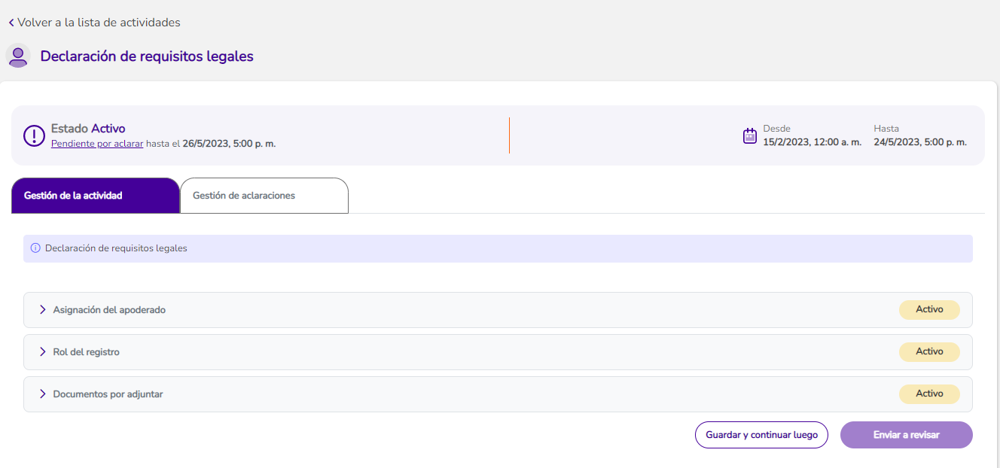 Volver a la lista de actividades
Declaración de requisitos legales
Estado Activo
Pendiente por aclarar hasta el 26/5/2023, 5:00 p. m.
Desde
15/2/2023, 12:00 a. m.
Hasta
24/5/2023, 5:00 p. m.
Gestión de la actividad
Gestión de aclaraciones
Declaración de requisitos legales
Asignación del apoderado
Activo
Rol del registro
Activo
Documentos por adjuntar
Activo
Guardar y continuar luego
Enviar a revisar